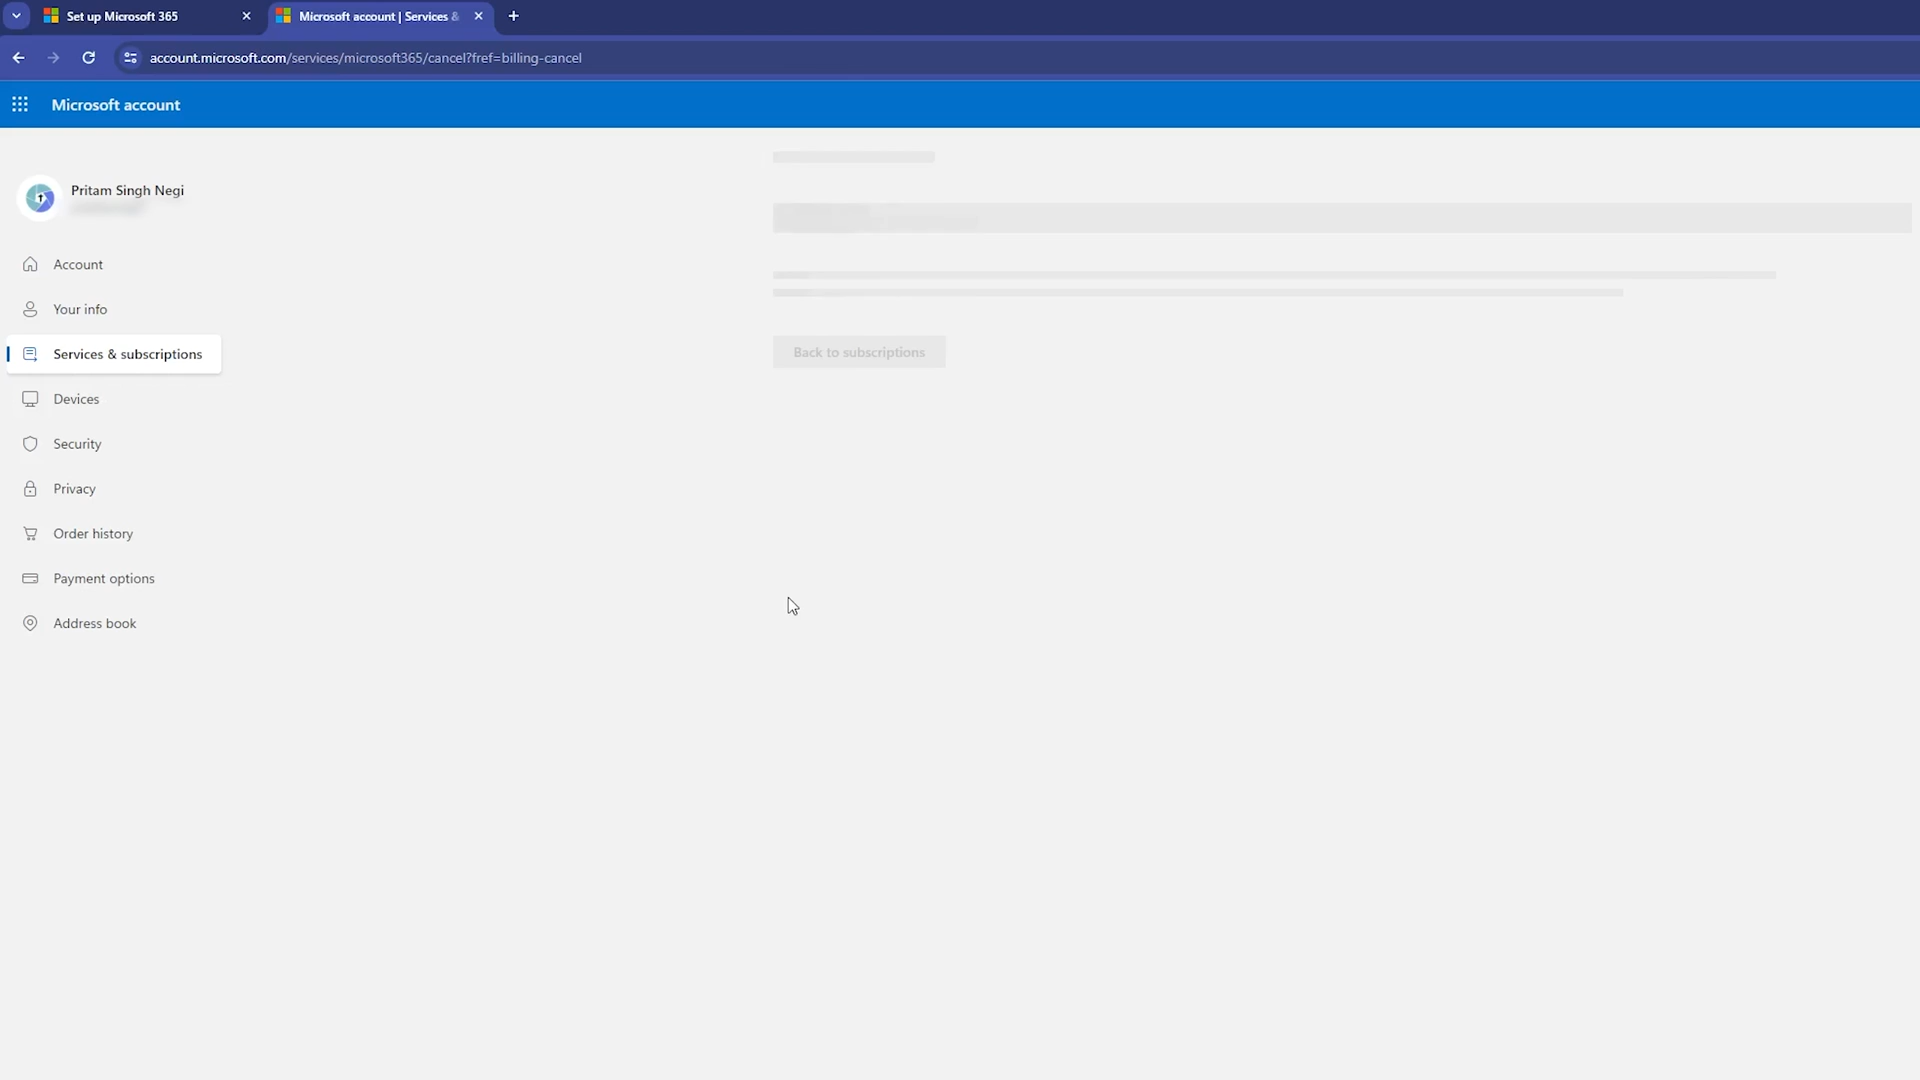 Set up Microsoft 365
Microsoft account | Services &
account.microsoft.com/services/microsoft365/cancel?fref=billing-cancel
Microsoft account
Pritam Singh Negi
Account
Your info
Services & subscriptions
Back to subscriptions
Devices
Security
Privacy
Order history
Payment options
Address book